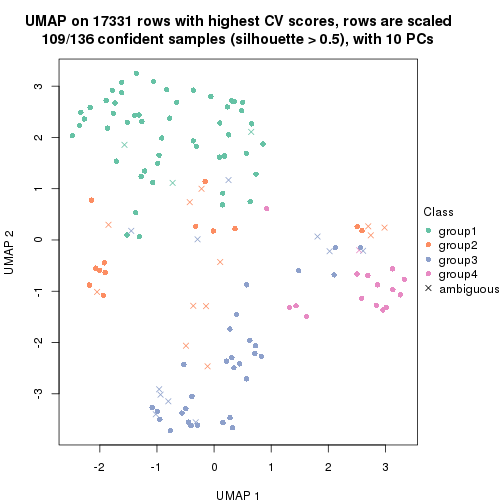 UMAP on 17331 rows with highest CV scores, rows are scaled
109/136 confident samples (silhouette > 0.5), with 10 PCs
3
2
1
0
-1
-2
-3
UMAP 2
-2
-1
0
1
2
3
UMAP 1
Class
group1
group2
group3
group4
ambiguous